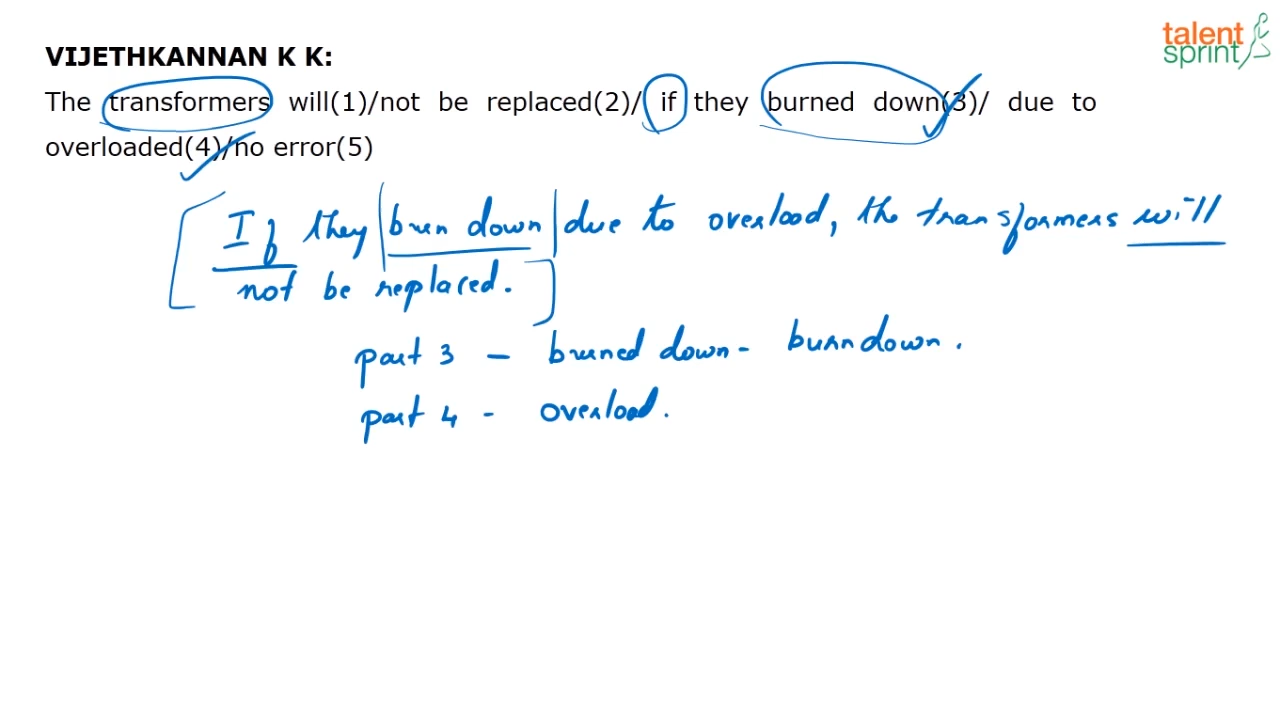 talent
sprint
VIJETHKANNAN K K:
The transformers will(1)/not be replaced(2)/ if they burned down(3)/ due to
overloaded(4)/no error(5)
If they burn down due to overload, the transformers will
not be replaced.
part 3 - burned down - burn down.
part 4 - overload.